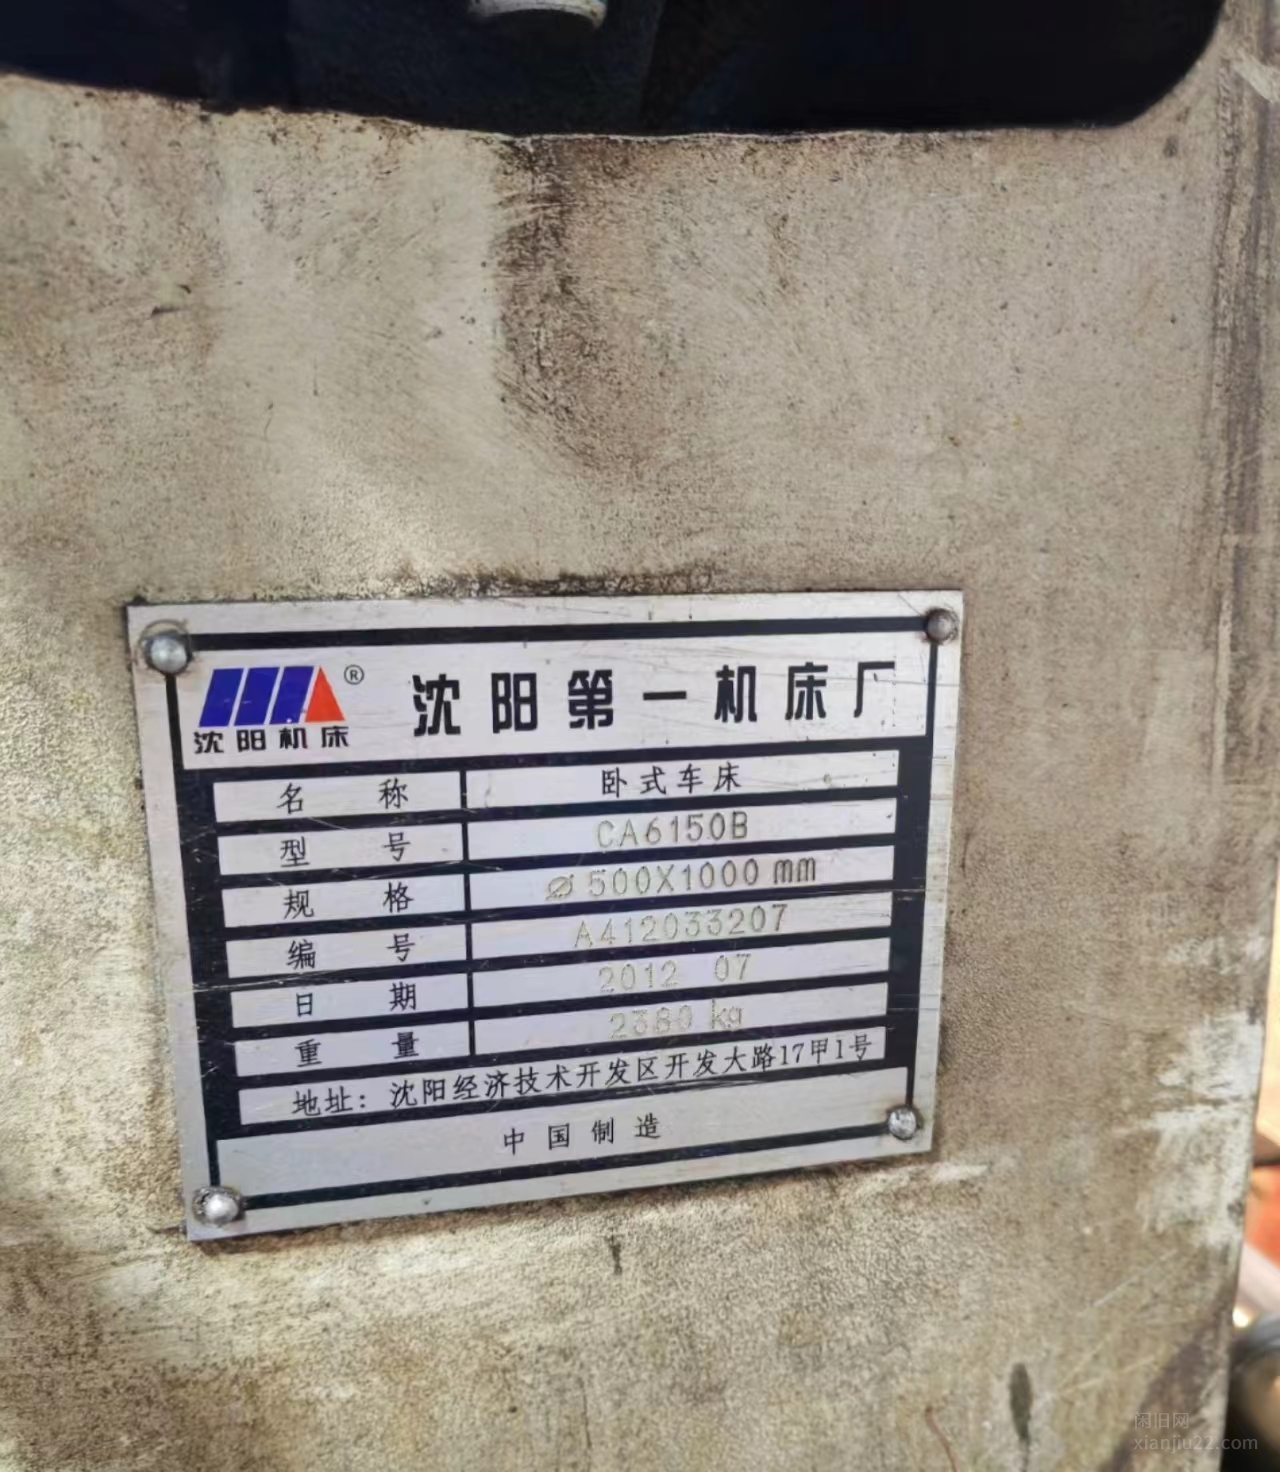 沈阳机床 ®
沈阳第一机床厂
名称 卧式车床
型号 CA6150B
规格 Ø500X1000mm
编号 A412033207
日期 2012 07
重量 2380 kg
地址：沈阳经济技术开发区开发大路17甲1号
中国制造
闲旧网
xianjiu22.com